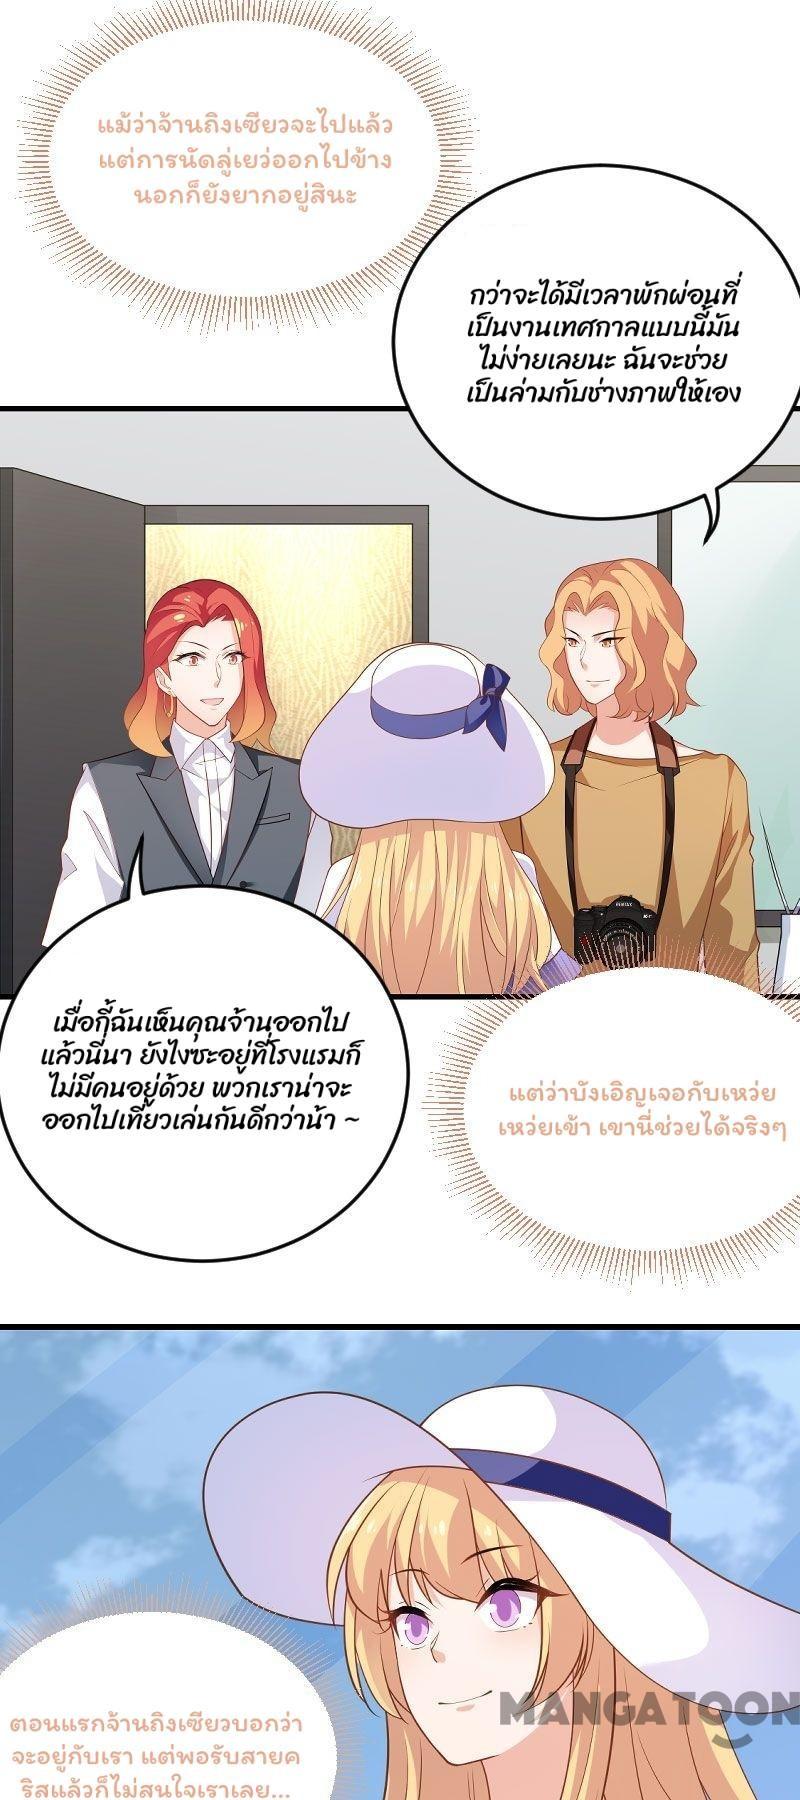 แม้ว่าจ้านถิงเซียวจะไปแล้ว
แต่การนัดลู่เยว่ออกไปข้าง
นอกก็ยังยากอยู่สินะ
กว่าจะได้มีเวลาพักผ่อนที่
เป็นงานเทศกาลแบบนี้มัน
ไม่ง่ายเลยนะ ฉันจะช่วย
เป็นล่ามกับช่างภาพให้เอง
PENTAX
K-r
เมื่อกี้ฉันเห็นคุณจ้านออกไป
แล้วนี่นา ยังไงซะอยู่ที่โรงแรมก็
ไม่มีคนอยู่ด้วย พวกเราน่าจะ
ออกไปเที่ยวเล่นกันดีกว่าน้า ~
แต่ว่าบังเอิญเจอกับเหว่ย
เหว่ยเข้า เขานี่ช่วยได้จริงๆ
MANGATOON
ตอนแรกจ้านถิงเซียวบอกว่า
จะอยู่กับเรา แต่พอรับสายค
ริสแล้วก็ไม่สนใจเราเลย...